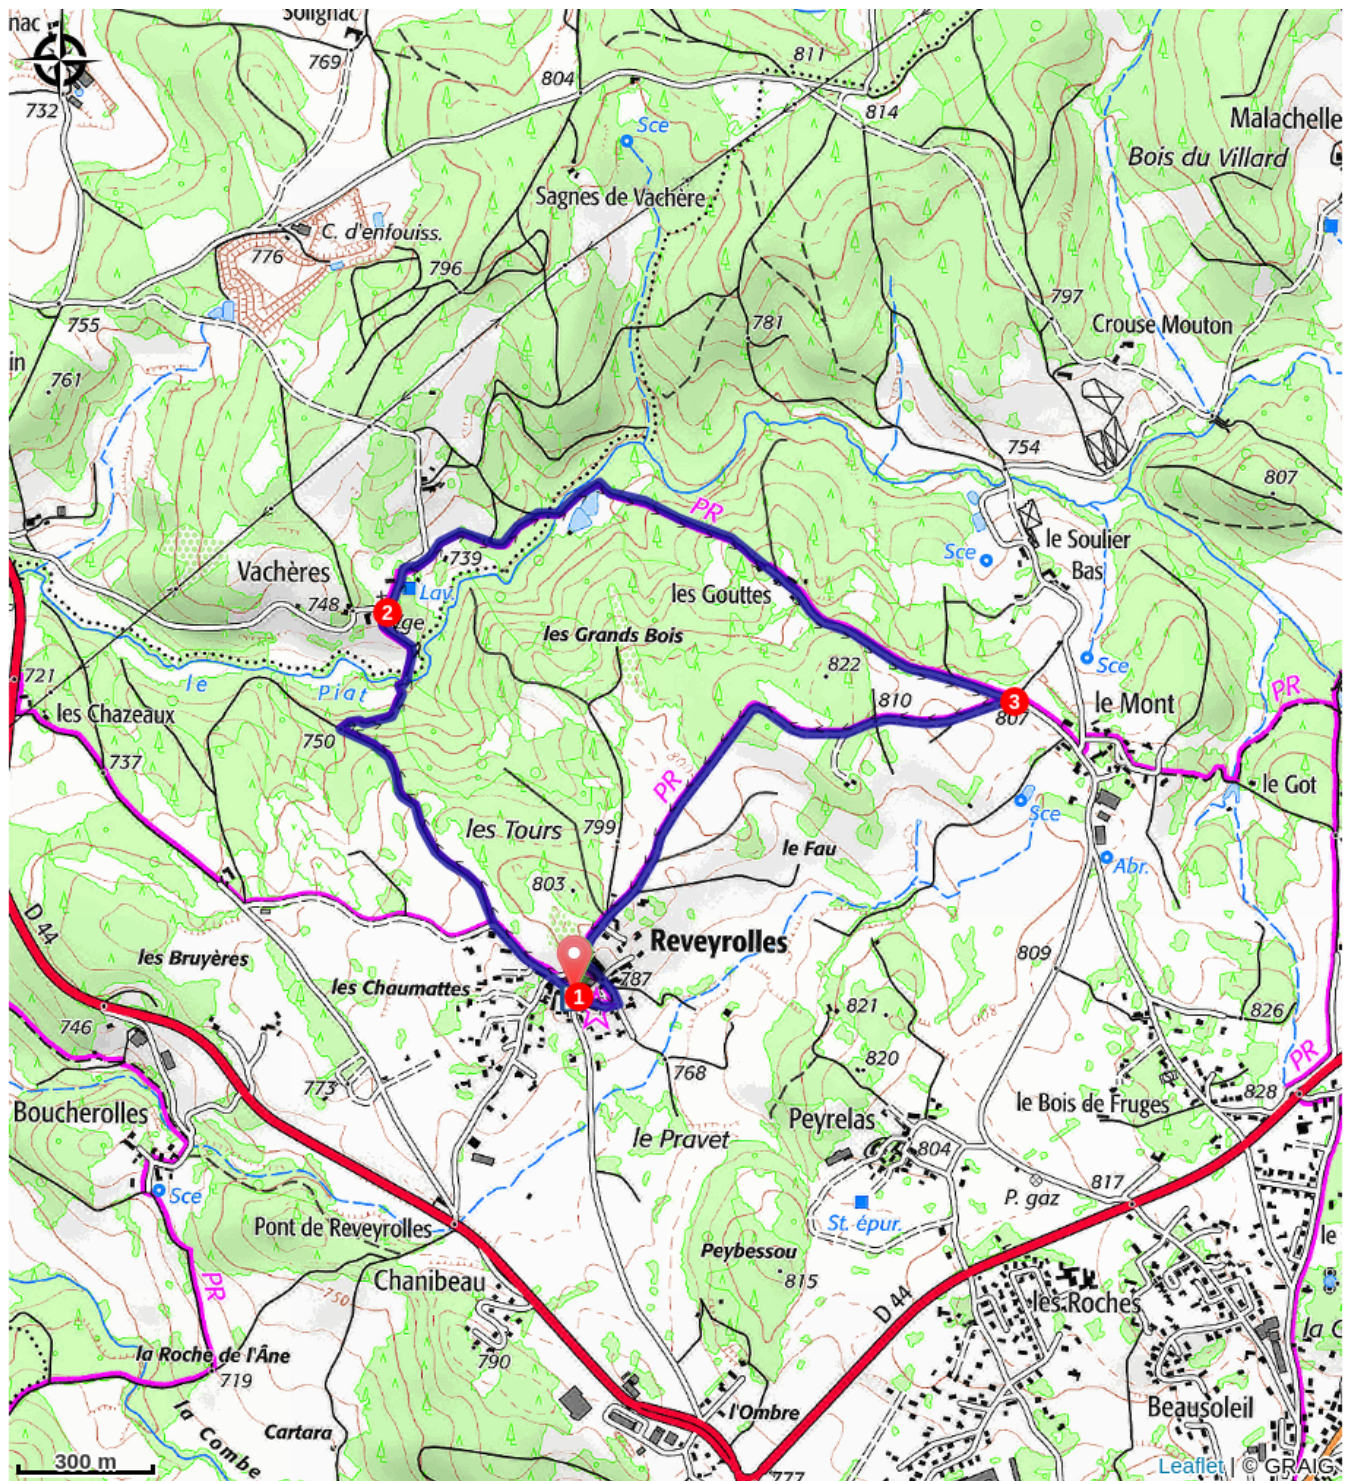 nac
Solignac
769
804
811
732
814
Sce
Malachelle
Bois du Villard
Sagnes de Vachère
C. d'enfouiss.
776
796
797
755
781
Crouse Mouton
in
761
754
807
PR
739
Sce
le Soulier
Bas
Vachères
Lav.
les Gouttes
748
2
les Grands Bois
Sce
822
721
le
Piat
810
3
807
le Mont
PR
les Chazeaux
750
737
PR
le Got
Sce
les Tours
799
le Fau
Abr.
803
D 44
Reveyrolles
les Bruyères
809
les Chaumattes
1
787
821
826
746
820
768
PR
773
828
Boucherolles
le Bois de Fruges
Peyrelas
le Pravet
804
Sce
P. gaz
817
Pont de Reveyrolles
St. épur.
le
Peybessou
PR
Chanibeau
815
750
D 44
les Roches
la C
la Roche de l'Âne
790
719
la
Combe
Cartara
l'Ombre
Beausoleil
300 m
777
Leaflet | © GRAIG